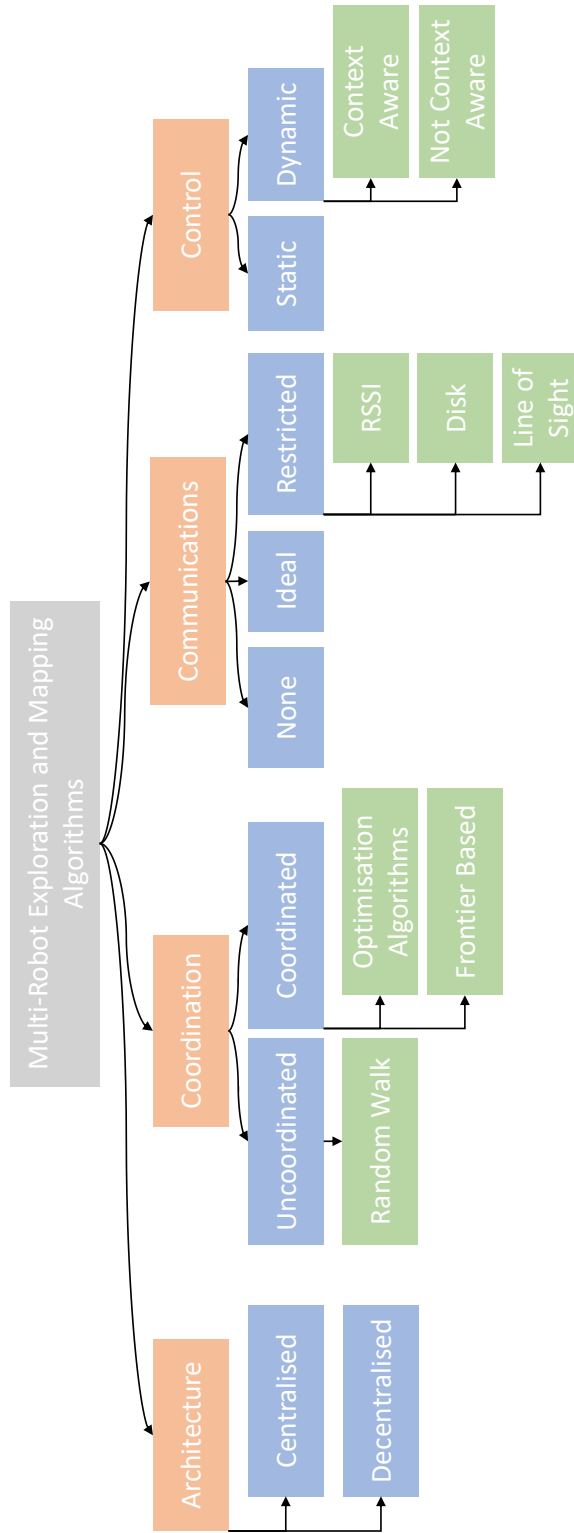 Multi-Robot Exploration and Mapping
Algorithms
Architecture
Coordination
Communications
Control
Centralised
Decentralised
Uncoordinated
Coordinated
Random Walk
Optimisation
Algorithms
Frontier Based
None
Ideal
Restricted
RSSI
Disk
Line of
Sight
Static
Dynamic
Context
Aware
Not Context
Aware